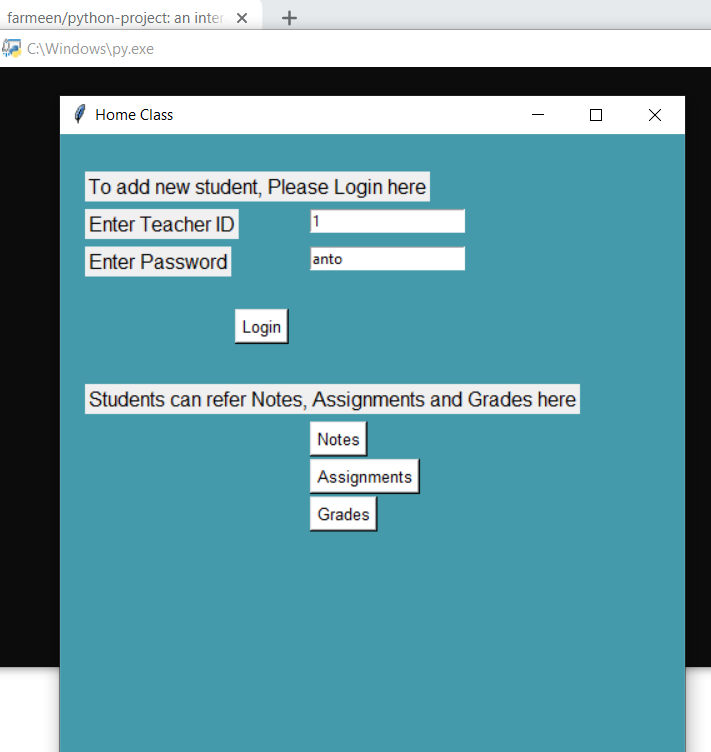 farmeen/python-project: an inter
C:\Windows\py.exe
Home Class
To add new student, Please Login here
Enter Teacher ID 1
Enter Password anto
Login
Students can refer Notes, Assignments and Grades here
Notes
Assignments
Grades